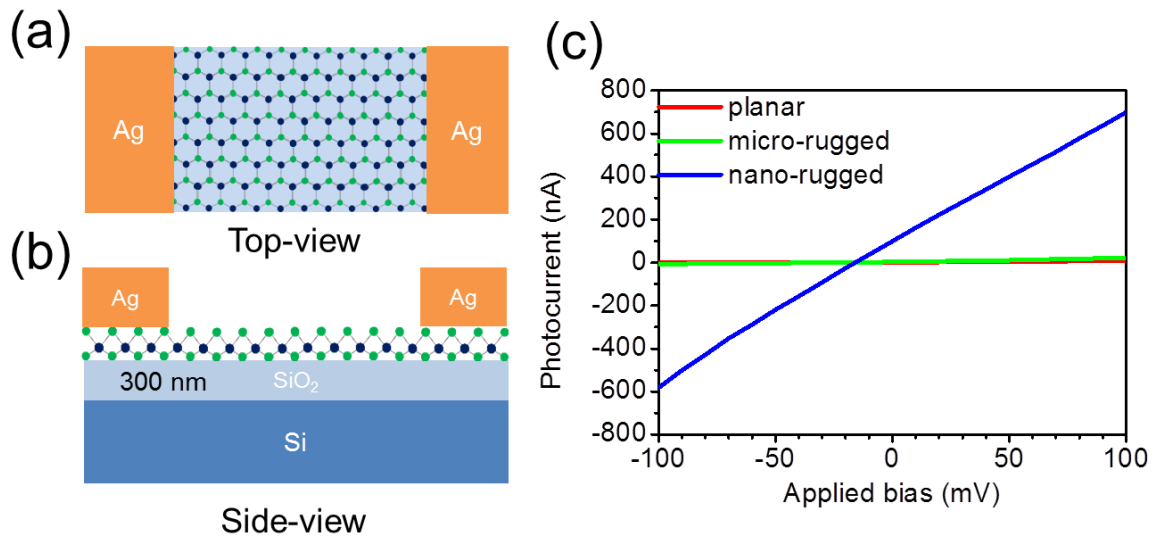 (a)
Ag
Ag
Top-view
(b)
Ag
Ag
300 nm
SiO₂
Si
Side-view
(c)
planar
micro-rugged
nano-rugged
800
600
400
200
0
-200
-400
-600
-800
Photocurrent (nA)
-100
-50
0
50
100
Applied bias (mV)